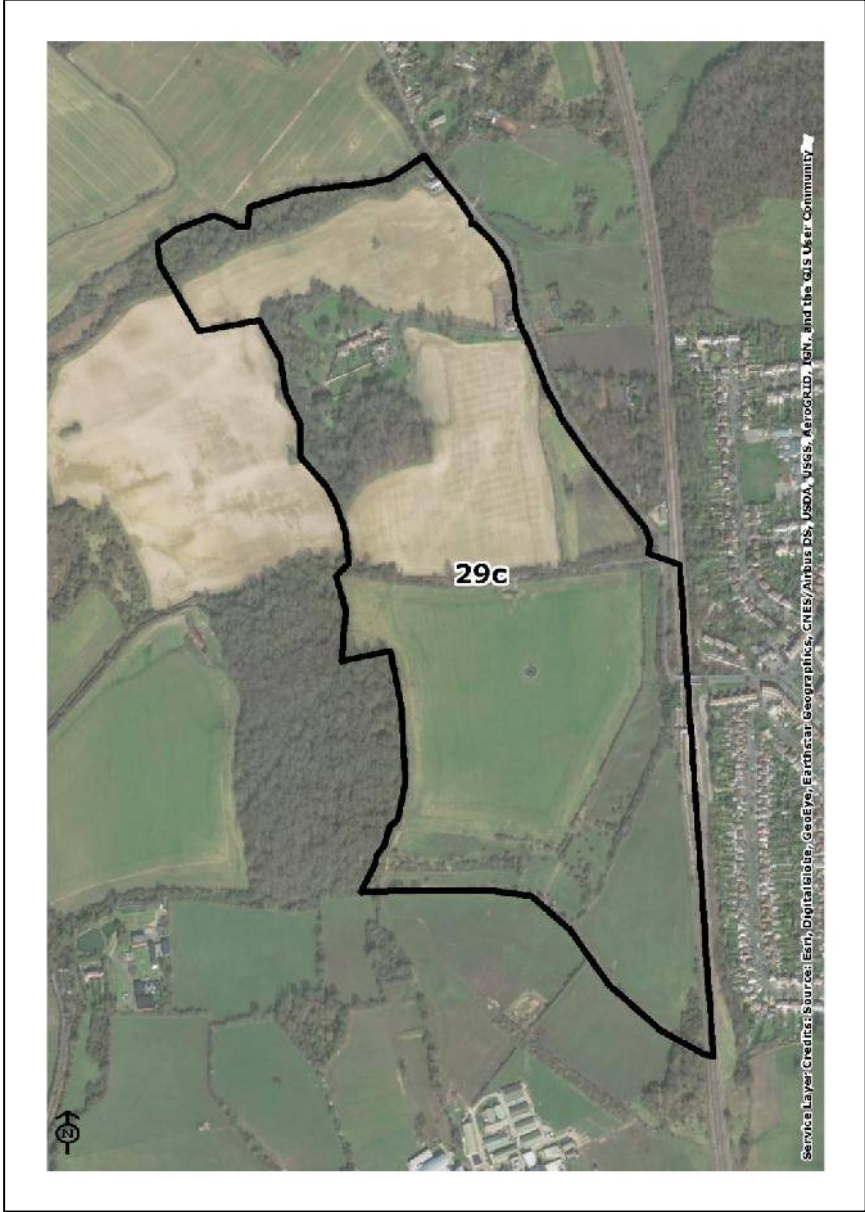 29c
Service Layer Credits: Source: Esri, DigitalGlobe, GeoEye, Earthstar Geographics, CNES/Airbus DS, USDA, USGS, AeroGRID, IGN, and the GIS User Community
N